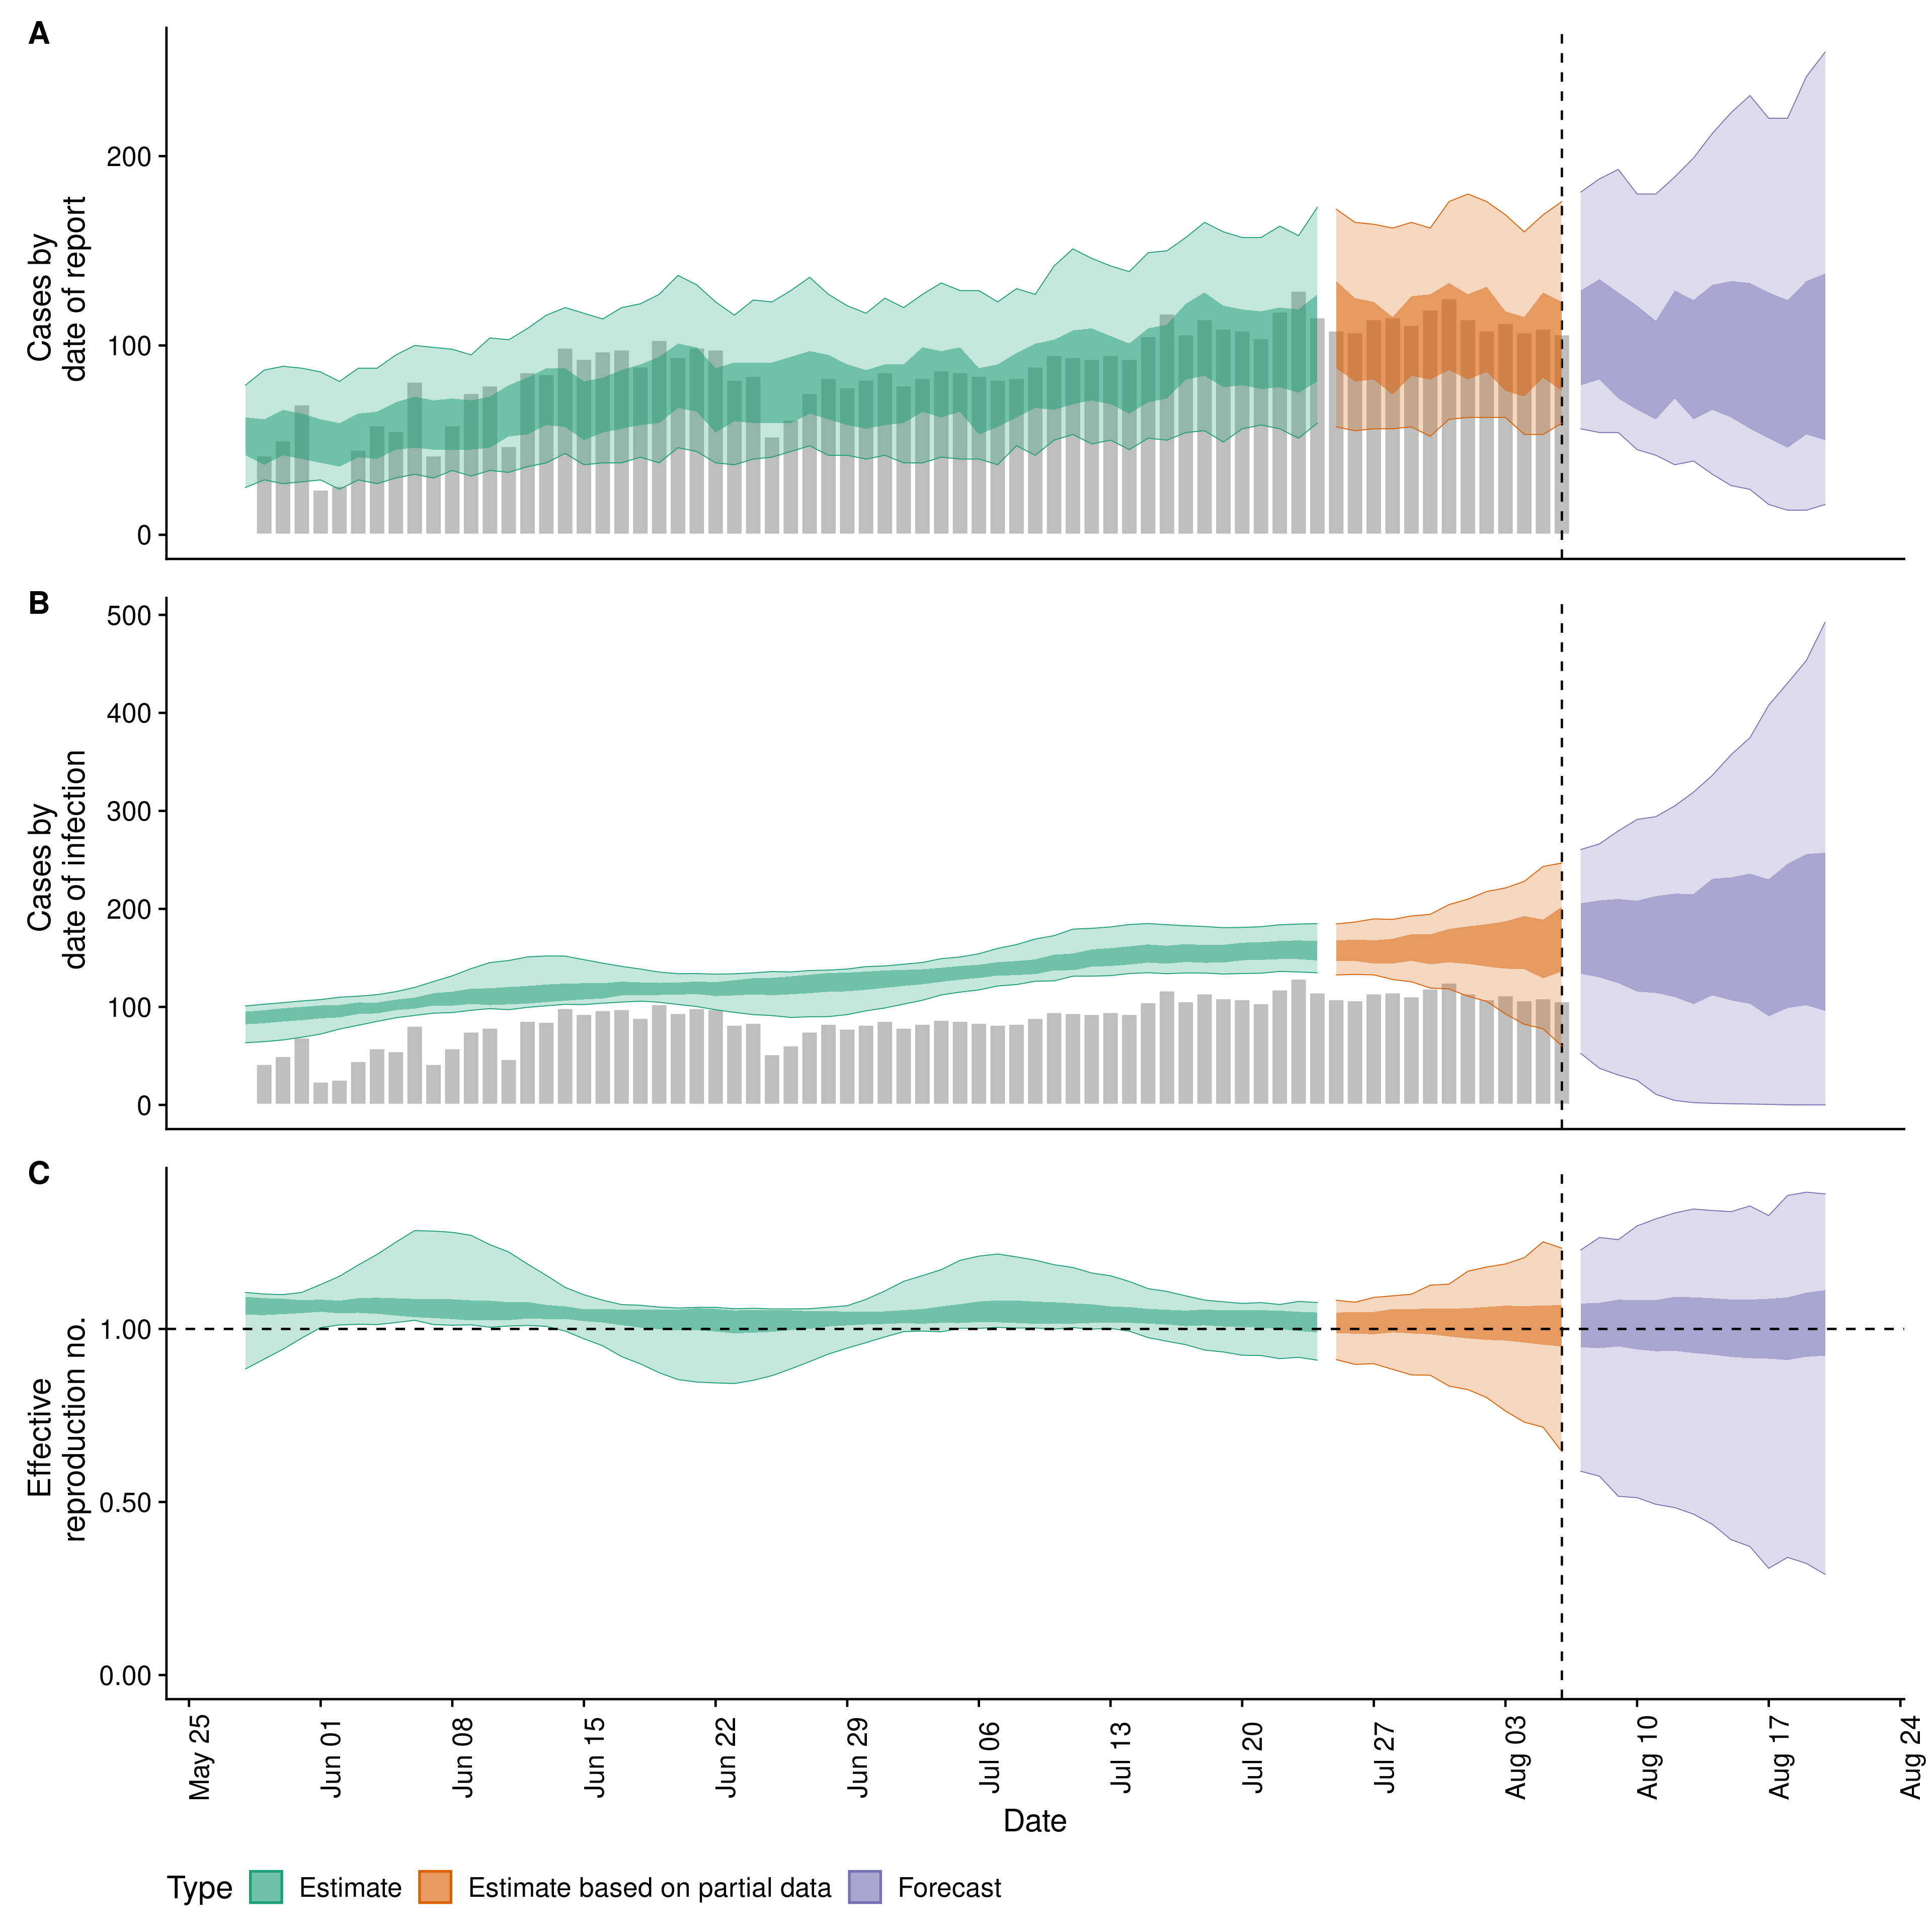 A
Cases by
date of report
200
100
0
B
Cases by
date of infection
500
400
300
200
100
0
C
Effective
reproduction no.
1.00
0.50
0.00
May 25
Jun 01
Jun 08
Jun 15
Jun 22
Jun 29
Jul 06
Jul 13
Jul 20
Jul 27
Aug 03
Aug 10
Aug 17
Aug 24
Date
Type
Estimate
Estimate based on partial data
Forecast